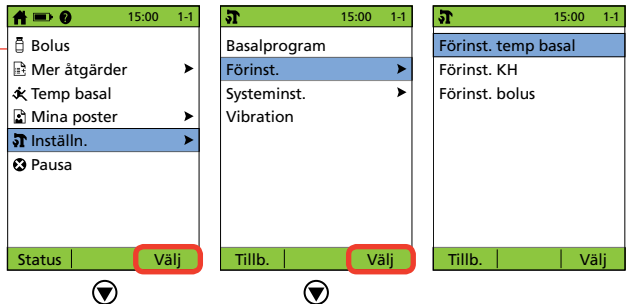 15:00 1-1
Bolus
Mer åtgärder
Temp basal
Mina poster
Inställn.
Pausa
Status Välj
15:00 1-1
Basalprogram
Förinst.
Systeminst.
Vibration
Tillb. Välj
15:00 1-1
Förinst. temp basal
Förinst. KH
Förinst. bolus
Tillb. Välj